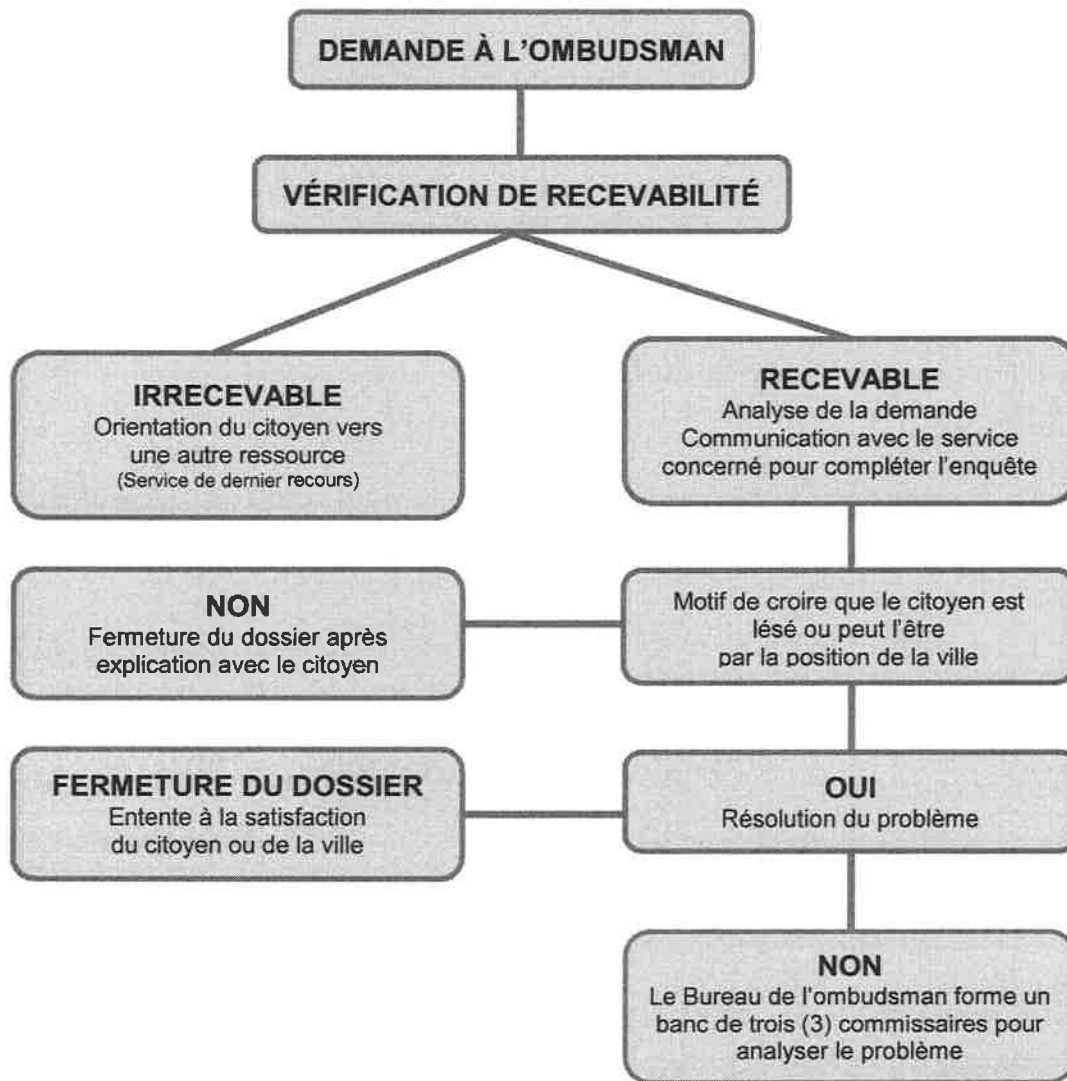 DEMANDE À L'OMBUDSMAN
VÉRIFICATION DE RECEVABILITÉ
IRRECEVABLE
Orientation du citoyen vers
une autre ressource
(Service de dernier recours)
RECEVABLE
Analyse de la demande
Communication avec le service
concerné pour compléter l'enquête
NON
Fermeture du dossier après
explication avec le citoyen
Motif de croire que le citoyen est
lésé ou peut l'être
par la position de la ville
FERMETURE DU DOSSIER
Entente à la satisfaction
du citoyen ou de la ville
OUI
Résolution du problème
NON
Le Bureau de l'ombudsman forme un
banc de trois (3) commissaires pour
analyser le problème